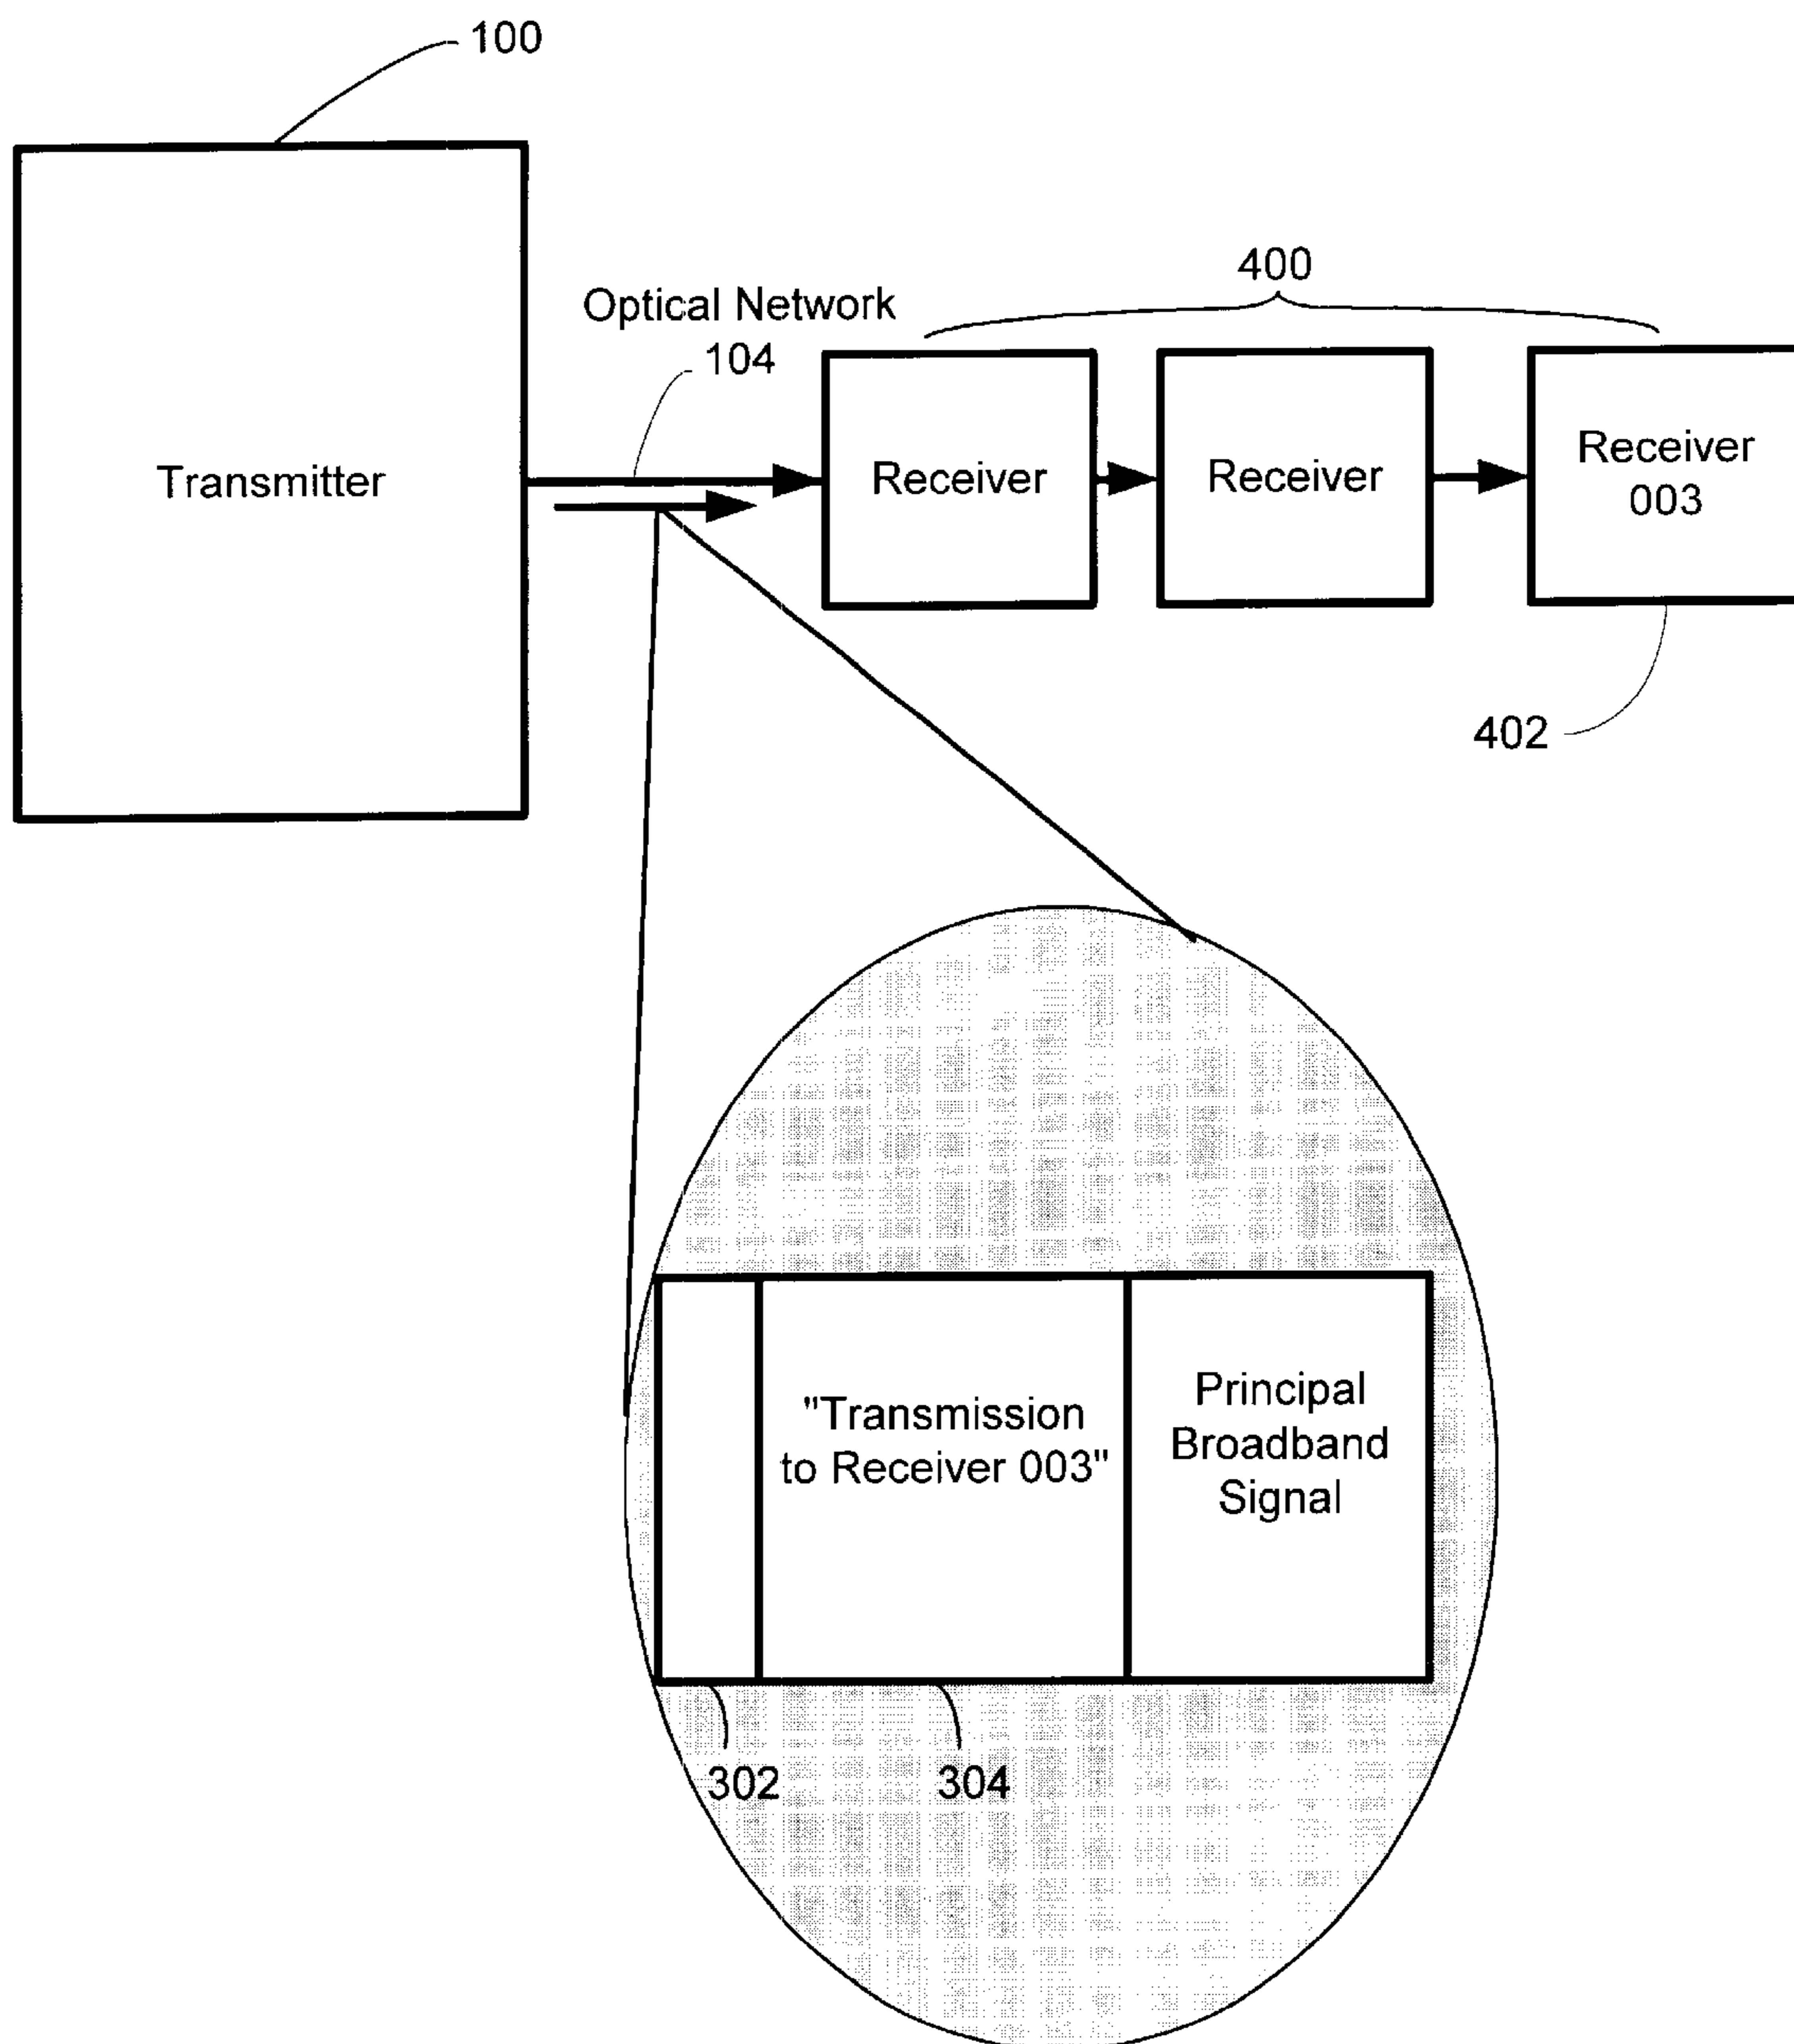 100
400
Optical Network
104
Transmitter
Receiver
Receiver
Receiver
003
402
"Transmission
to Receiver 003"
Principal
Broadband
Signal
302
304